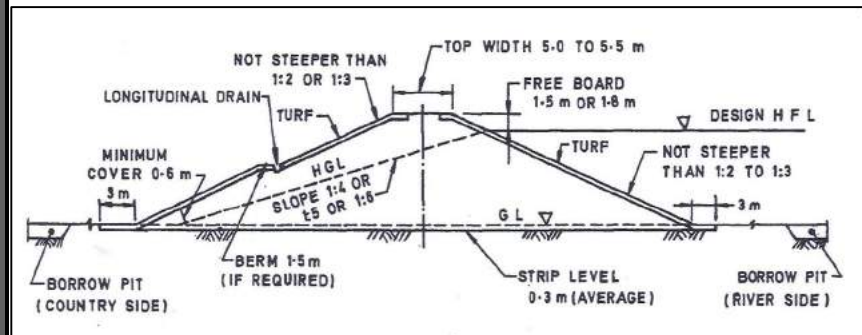 TOP WIDTH 5.0 TO 5.5 m
NOT STEEPER THAN
1:2 OR 1:3
FREE BOARD
1.5 m OR 1.8 m
LONGITUDINAL DRAIN
DESIGN H F L
TURF
MINIMUM
COVER 0.6 m
3 m
HGL
SLOPE 1:4 OR
1:5 OR 1:6
TURF
NOT STEEPER
THAN 1:2 TO 1:3
3 m
G L
BERM 1.5 m
(IF REQUIRED)
BORROW PIT
(COUNTRY SIDE)
STRIP LEVEL
0.3 m (AVERAGE)
BORROW PIT
(RIVER SIDE)